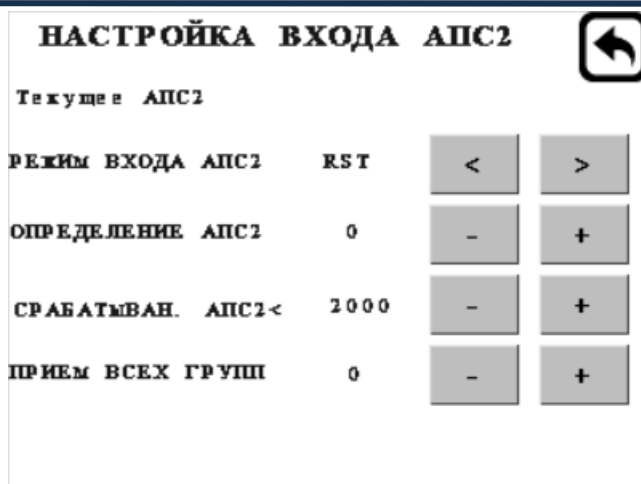 НАСТРОЙКА ВХОДА АПС2
Текущее АПС2
РЕЖИМ ВХОДА АПС2 RST < >
ОПРЕДЕЛЕНИЕ АПС2 0 - +
СРАБАТЫВАН. АПС2< 2000 - +
ПРИЕМ ВСЕХ ГРУПП 0 - +